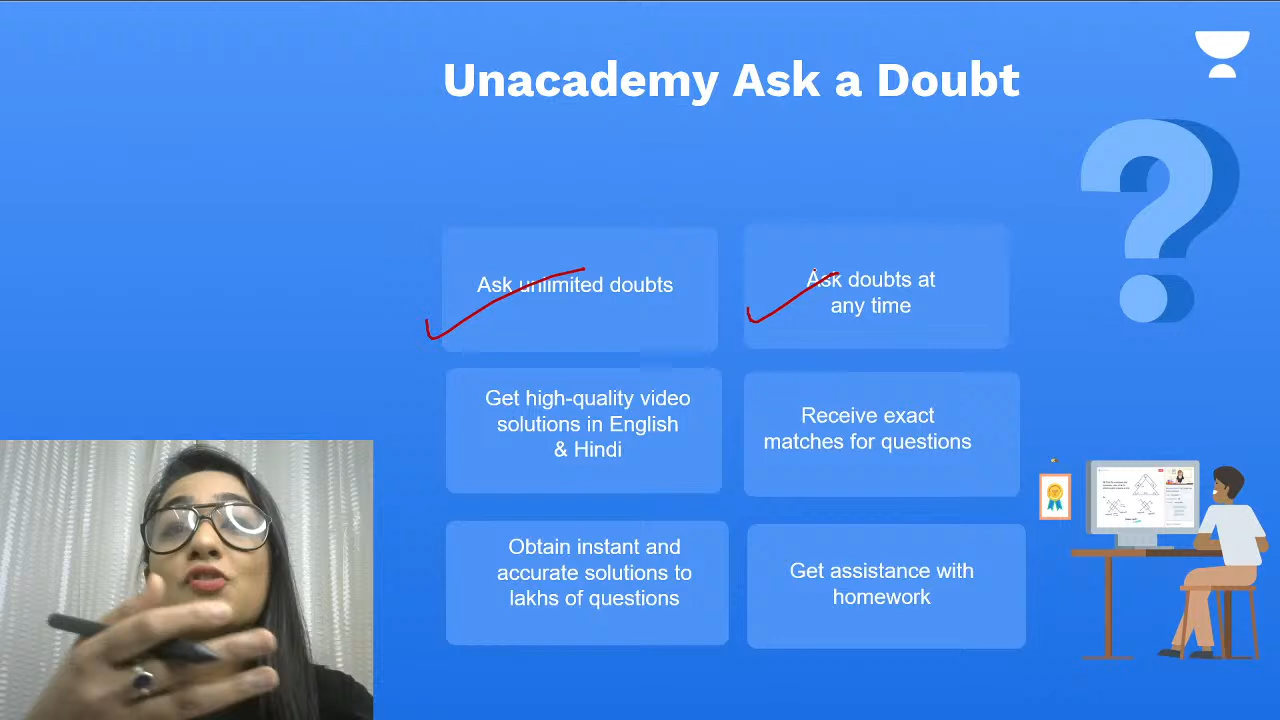 Unacademy Ask a Doubt
Ask unlimited doubts
Ask doubts at
any time
Get high-quality video
solutions in English
& Hindi
Receive exact
matches for questions
Obtain instant and
accurate solutions to
lakhs of questions
Get assistance with
homework